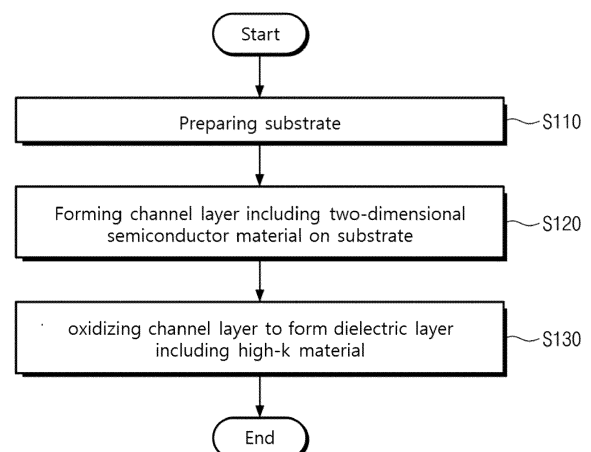 Start
Preparing substrate
S110
Forming channel layer including two-dimensional
semiconductor material on substrate
S120
oxidizing channel layer to form dielectric layer
including high-k material
S130
End